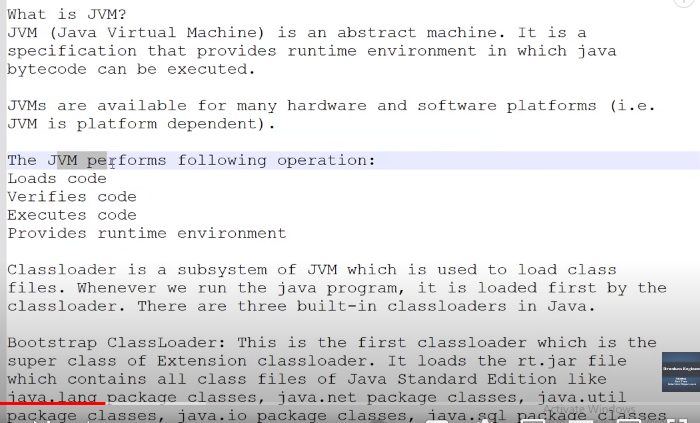 What is JVM?
JVM (Java Virtual Machine) is an abstract machine. It is a
specification that provides runtime environment in which java
bytecode can be executed.
JVMs are available for many hardware and software platforms (i.e.
JVM is platform dependent).
The JVM performs following operation:
Loads code
Verifies code
Executes code
Provides runtime environment
Classloader is a subsystem of JVM which is used to load class
files. Whenever we run the java program, it is loaded first by the
classloader. There are three built-in classloaders in Java.
Bootstrap ClassLoader: This is the first classloader which is the
super class of Extension classloader. It loads the rt.jar file
which contains all class files of Java Standard Edition like
java.lang package classes, java.net package classes, java.util
package classes, java.io package classes, java.sql package classes
Activate Windows